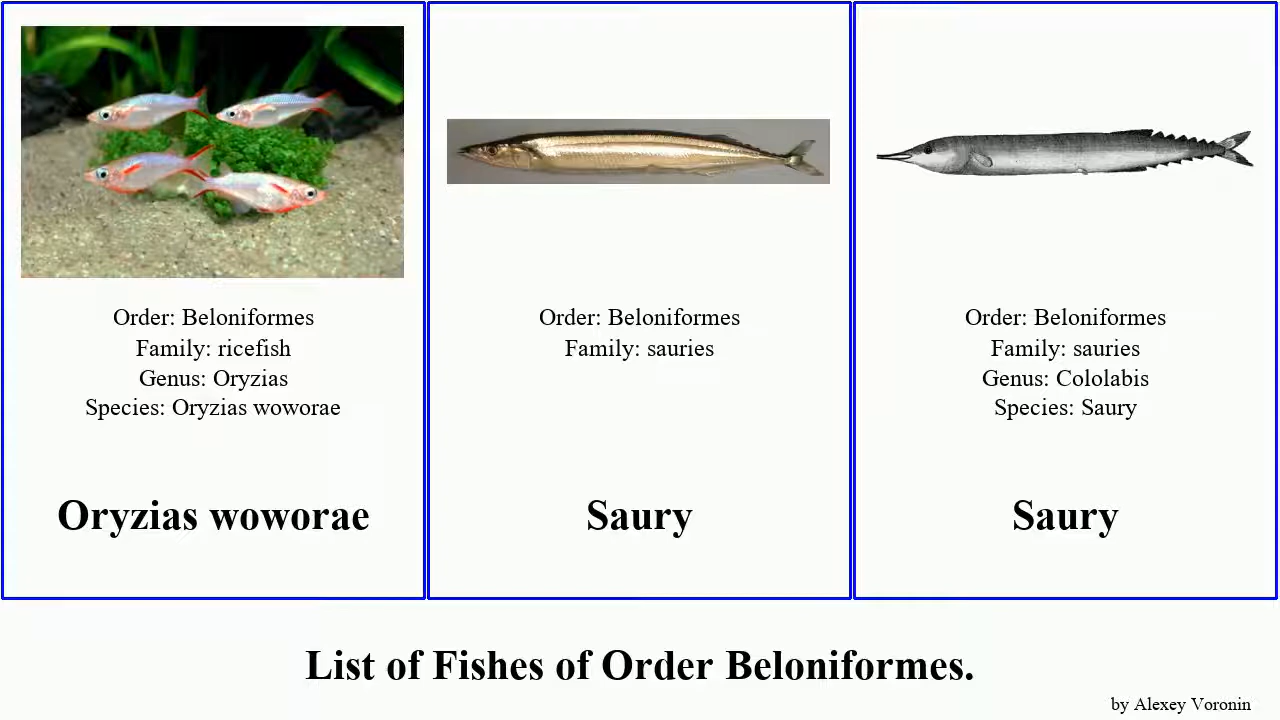 Order: Beloniformes
Family: ricefish
Genus: Oryzias
Species: Oryzias woworae
Oryzias woworae
Order: Beloniformes
Family: sauries
Saury
Order: Beloniformes
Family: sauries
Genus: Cololabis
Species: Saury
Saury
List of Fishes of Order Beloniformes.
by Alexey Voronin